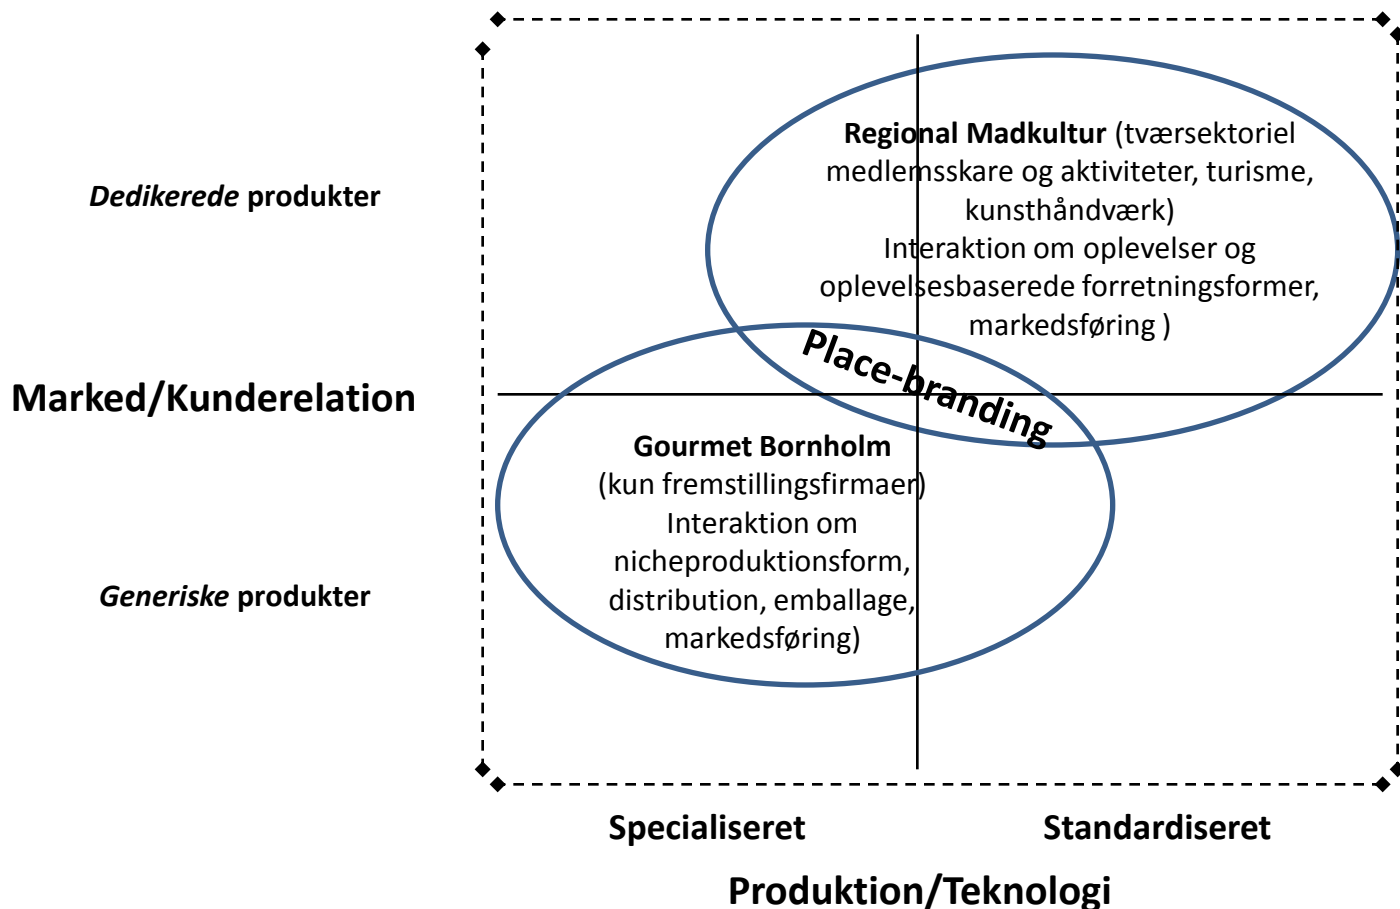 Regional Madkultur (tværsektoriel
medlemsskare og aktiviteter, turisme,
kunsthåndværk)
Interaktion om oplevelser og
oplevelsesbaserede forretningsformer,
markedsføring )
Dedikerede produkter
Place-branding
Marked/Kunderelation
Gourmet Bornholm
(kun fremstillingsfirmaer)
Interaktion om
nicheproduktionsform,
distribution, emballage,
markedsføring)
Generiske produkter
Specialiseret
Standardiseret
Produktion/Teknologi